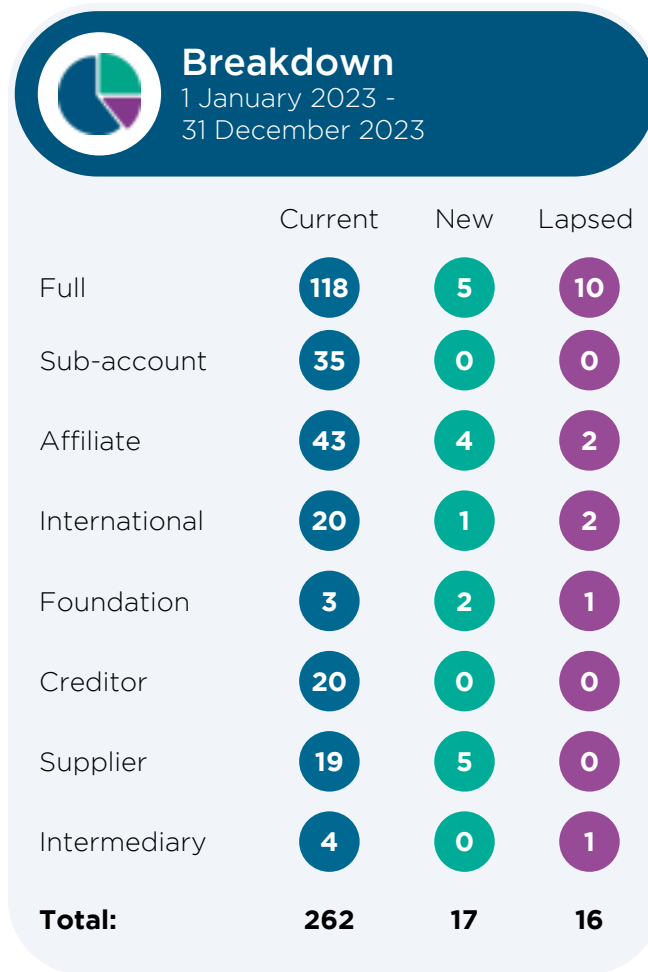 Breakdown
1 January 2023 -
31 December 2023
Current New Lapsed
Full 118 5 10
Sub-account 35 0 0
Affiliate 43 4 2
International 20 1 2
Foundation 3 2 1
Creditor 20 0 0
Supplier 19 5 0
Intermediary 4 0 1
Total: 262 17 16